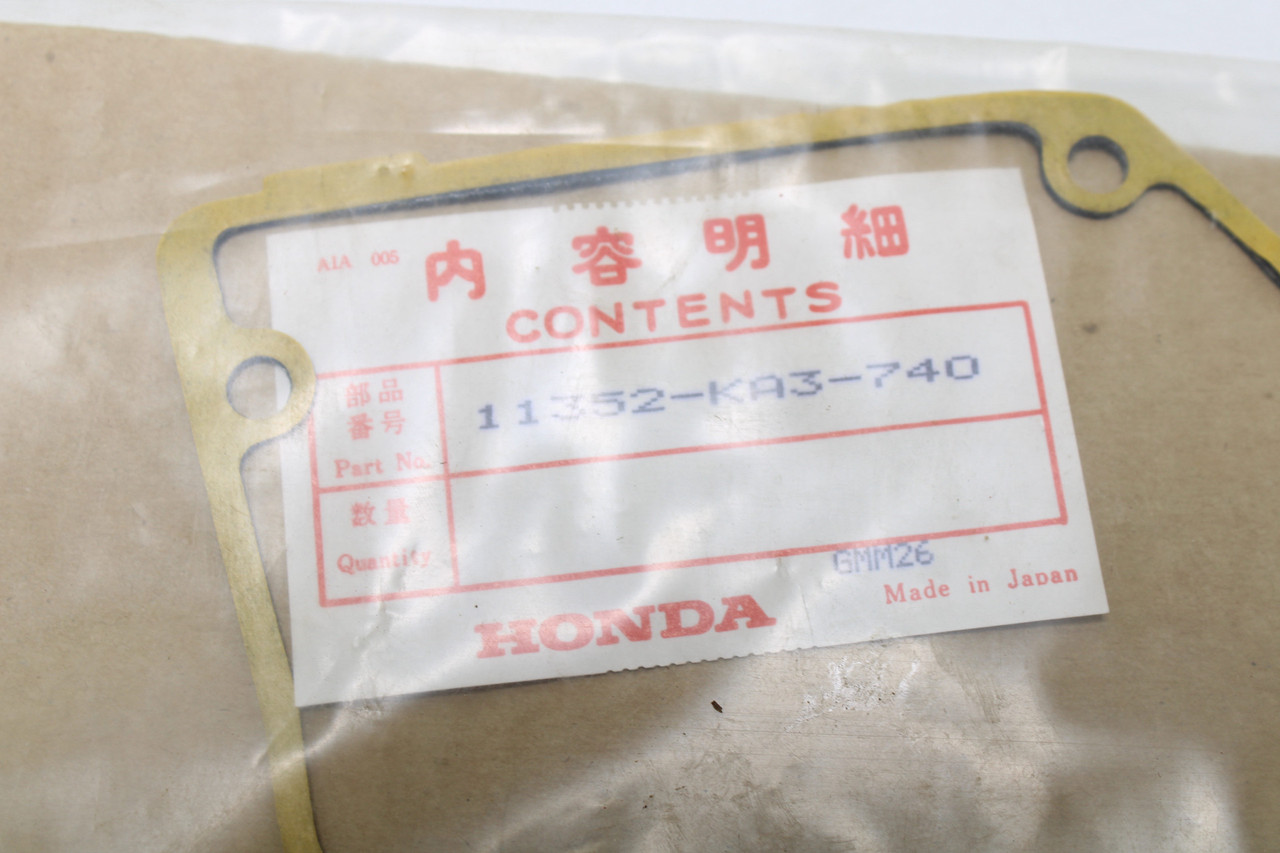 AIA 005
内容明細
CONTENTS
部品
番号
Part No.
11352-KA3-740
数量
Quantity
GMM26
Made in Japan
HONDA